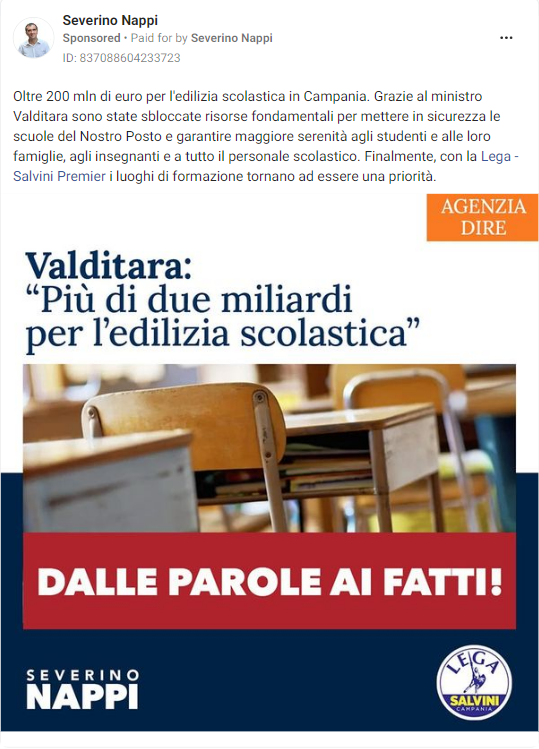 Severino Nappi
Sponsored • Paid for by Severino Nappi
ID: 837088604233723
Oltre 200 mln di euro per l'edilizia scolastica in Campania. Grazie al ministro
Valditara sono state sbloccate risorse fondamentali per mettere in sicurezza le
scuole del Nostro Posto e garantire maggiore serenità agli studenti e alle loro
famiglie, agli insegnanti e a tutto il personale scolastico. Finalmente, con la Lega -
Salvini Premier i luoghi di formazione tornano ad essere una priorità.
AGENZIA
DIRE
Valditara:
“Più di due miliardi
per l’edilizia scolastica”
DALLE PAROLE AI FATTI!
SEVERINO
NAPPI
LEGA
SALVINI
CAMPANIA